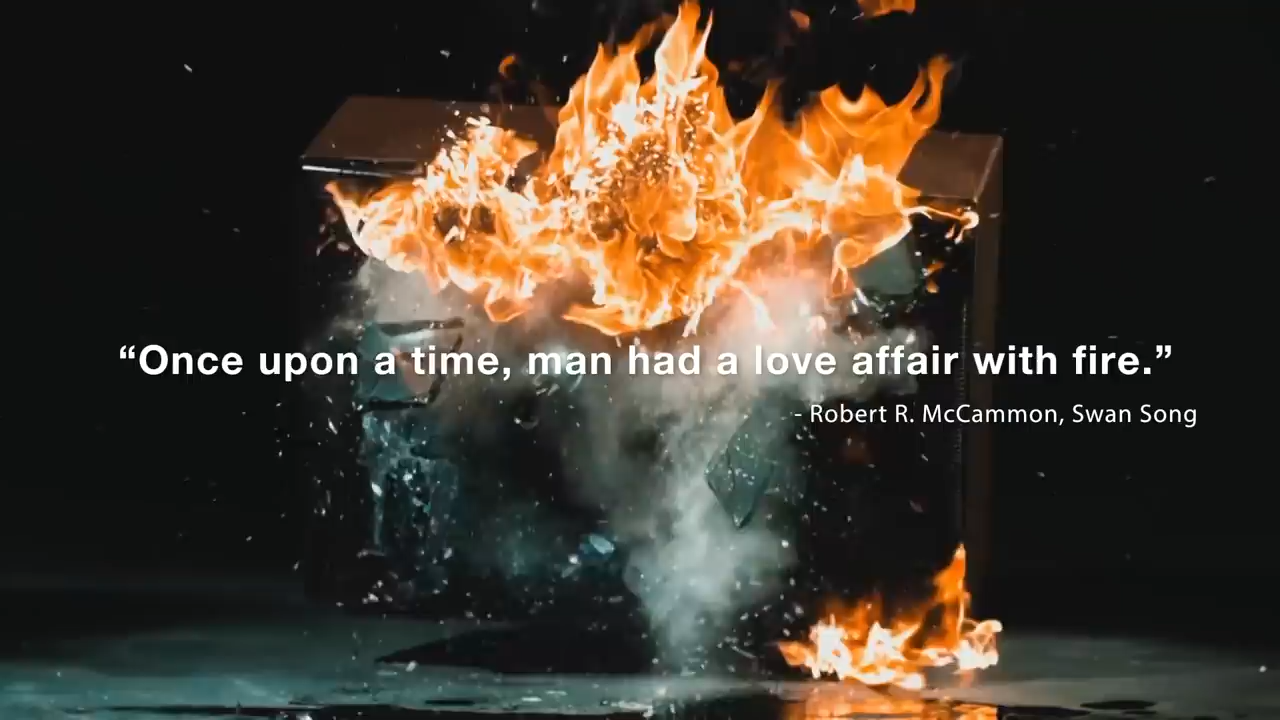 “Once upon a time, man had a love affair with fire.”
- Robert R. McCammon, Swan Song